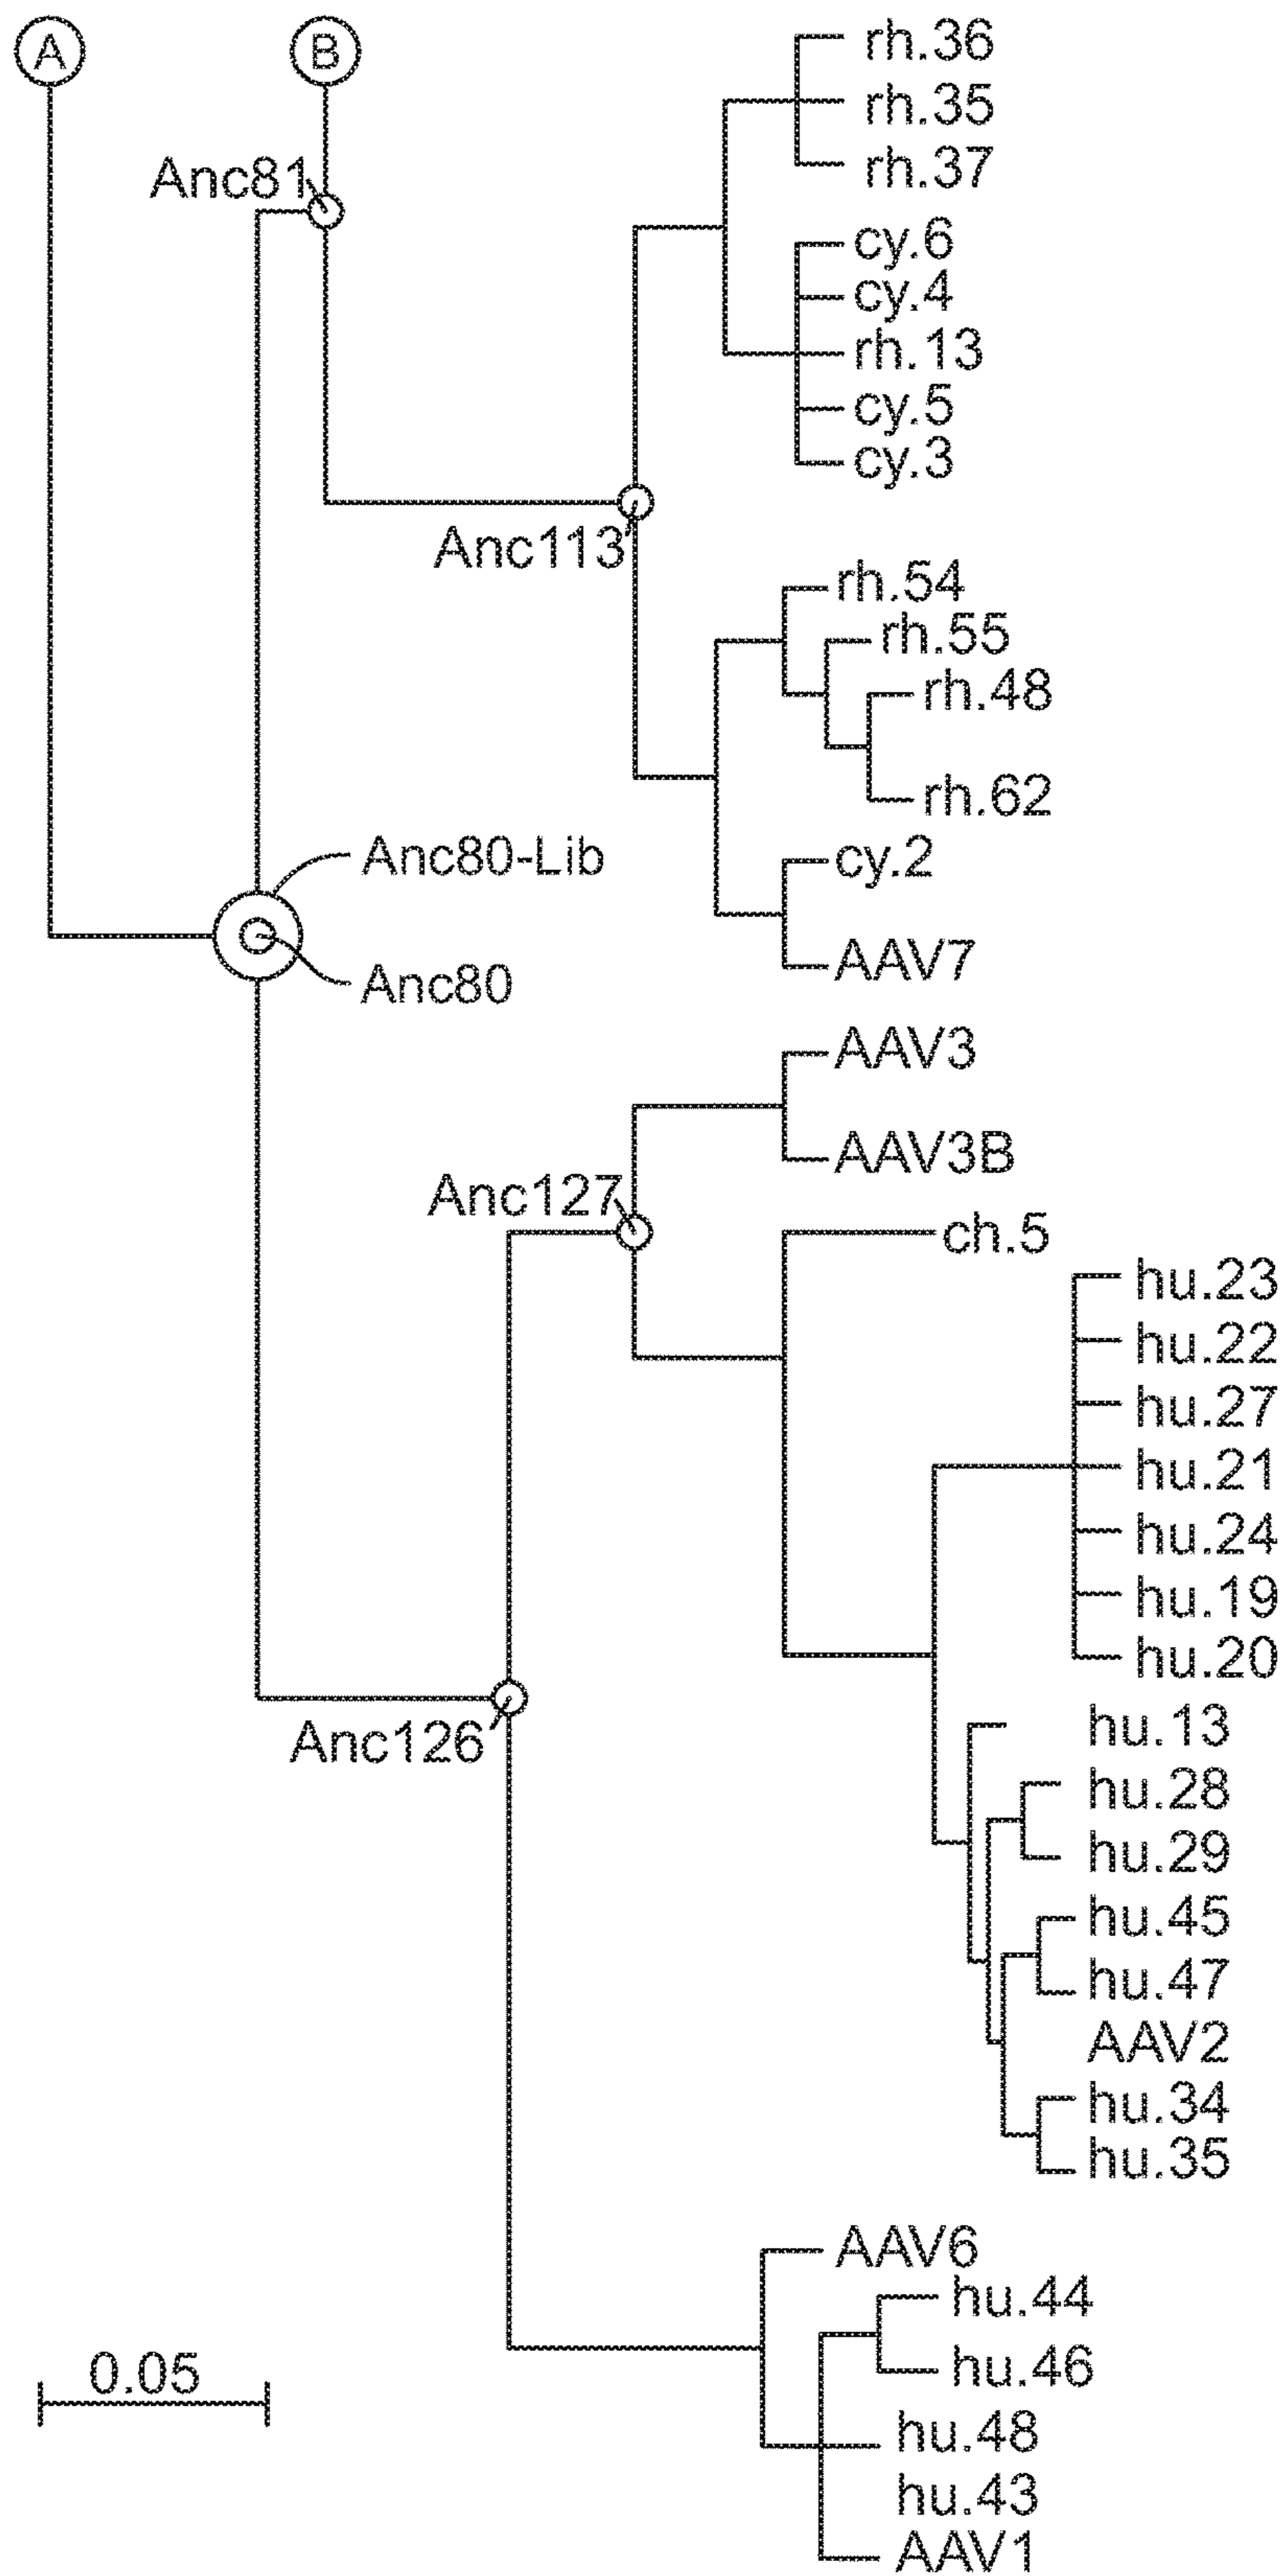 A
B
rh.36
rh.35
Anc81
rh.37
cy.6
cy.4
rh.13
cy.5
cy.3
Anc113
rh.54
rh.55
rh.48
rh.62
Anc80-Lib
cy.2
Anc80
AAV7
AAV3
AAV3B
Anc127
ch.5
hu.23
hu.22
hu.27
hu.21
hu.24
hu.19
hu.20
hu.13
Anc126
hu.28
hu.29
hu.45
hu.47
AAV2
hu.34
hu.35
AAV6
hu.44
0.05
hu.46
hu.48
hu.43
AAV1